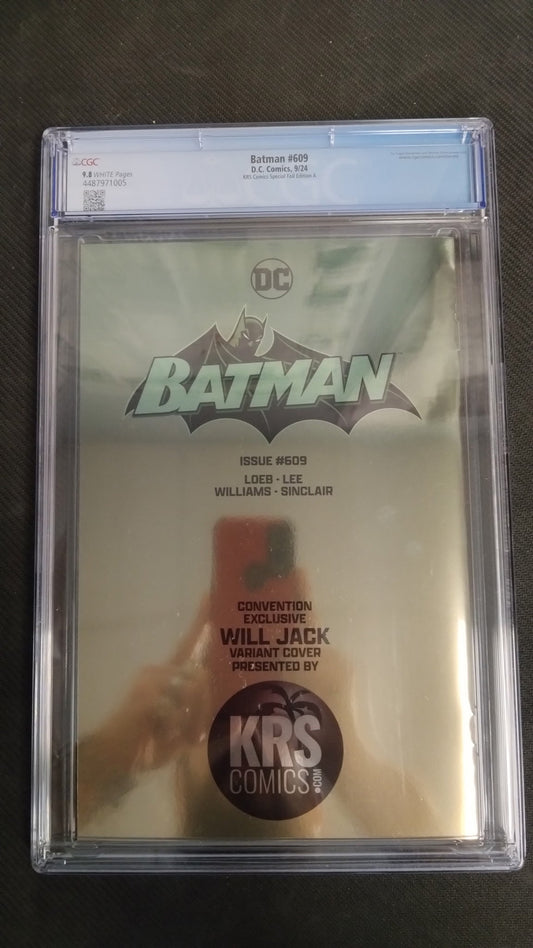 CGC
Batman #609
D.C. Comics, 9/24
KRS Comics Special Foil Edition A
9.8 WHITE Pages
4487971005
DC
BATMAN
ISSUE #609
LOEB - LEE
WILLIAMS - SINCLAIR
CONVENTION
EXCLUSIVE
WILL JACK
VARIANT COVER
PRESENTED BY
KRS
COMICS
.COM